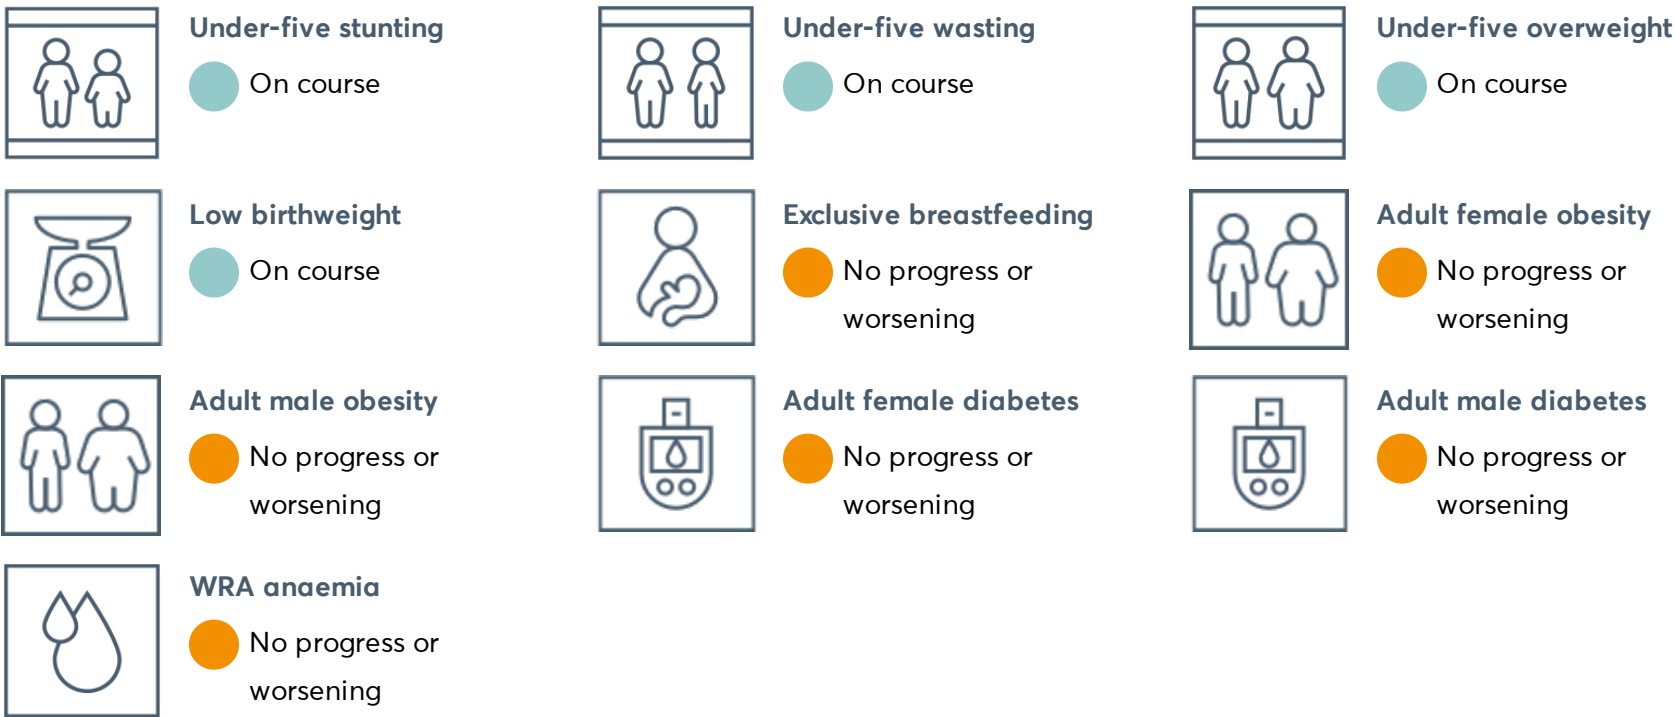 Under-five stunting
On course
Under-five wasting
On course
Under-five overweight
On course
Low birthweight
On course
Exclusive breastfeeding
No progress or
worsening
Adult female obesity
No progress or
worsening
Adult male obesity
No progress or
worsening
Adult female diabetes
No progress or
worsening
Adult male diabetes
No progress or
worsening
WRA anaemia
No progress or
worsening